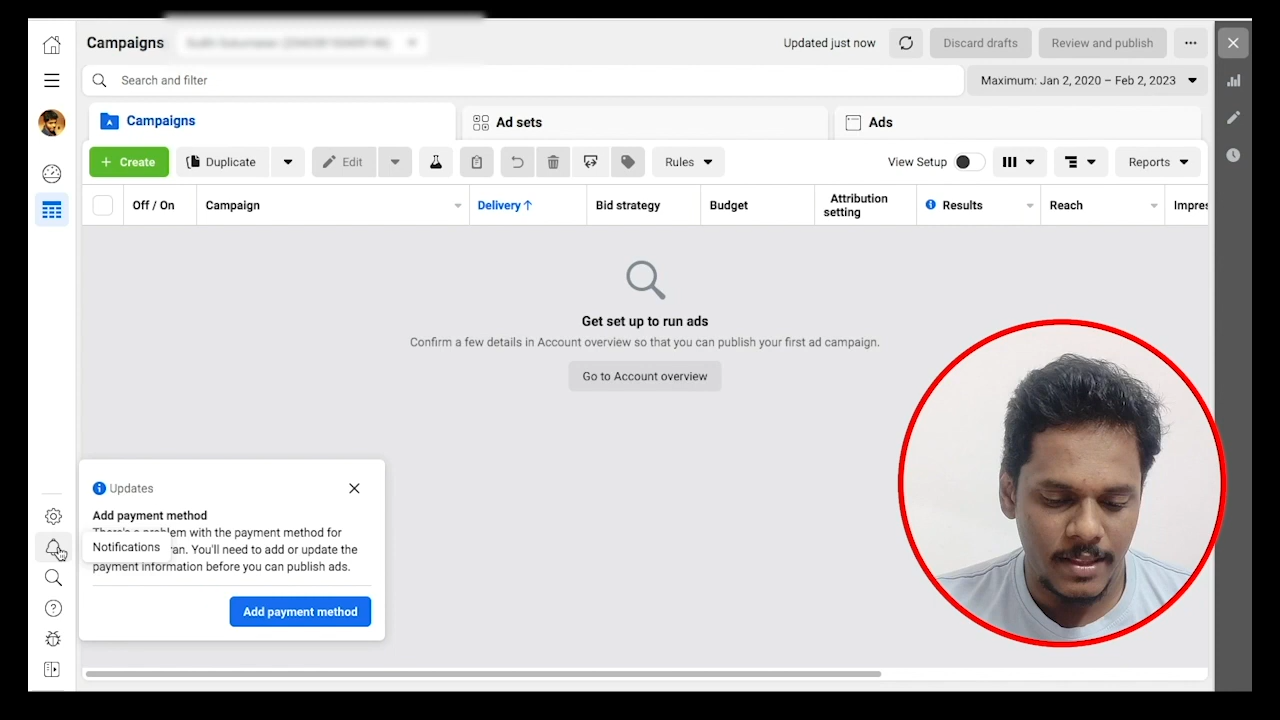 Campaigns
Updated just now
Discard drafts
Review and publish
Search and filter
Maximum: Jan 2, 2020 – Feb 2, 2023
Campaigns
Ad sets
Ads
+ Create
Duplicate
Edit
Rules
View Setup
Reports
Off / On
Campaign
Delivery ↑
Bid strategy
Budget
Attribution
setting
Results
Reach
Impres
Get set up to run ads
Confirm a few details in Account overview so that you can publish your first ad campaign.
Go to Account overview
Updates
Add payment method
There's a problem with the payment method for
Notifications
an. You'll need to add or update the
payment information before you can publish ads.
Add payment method